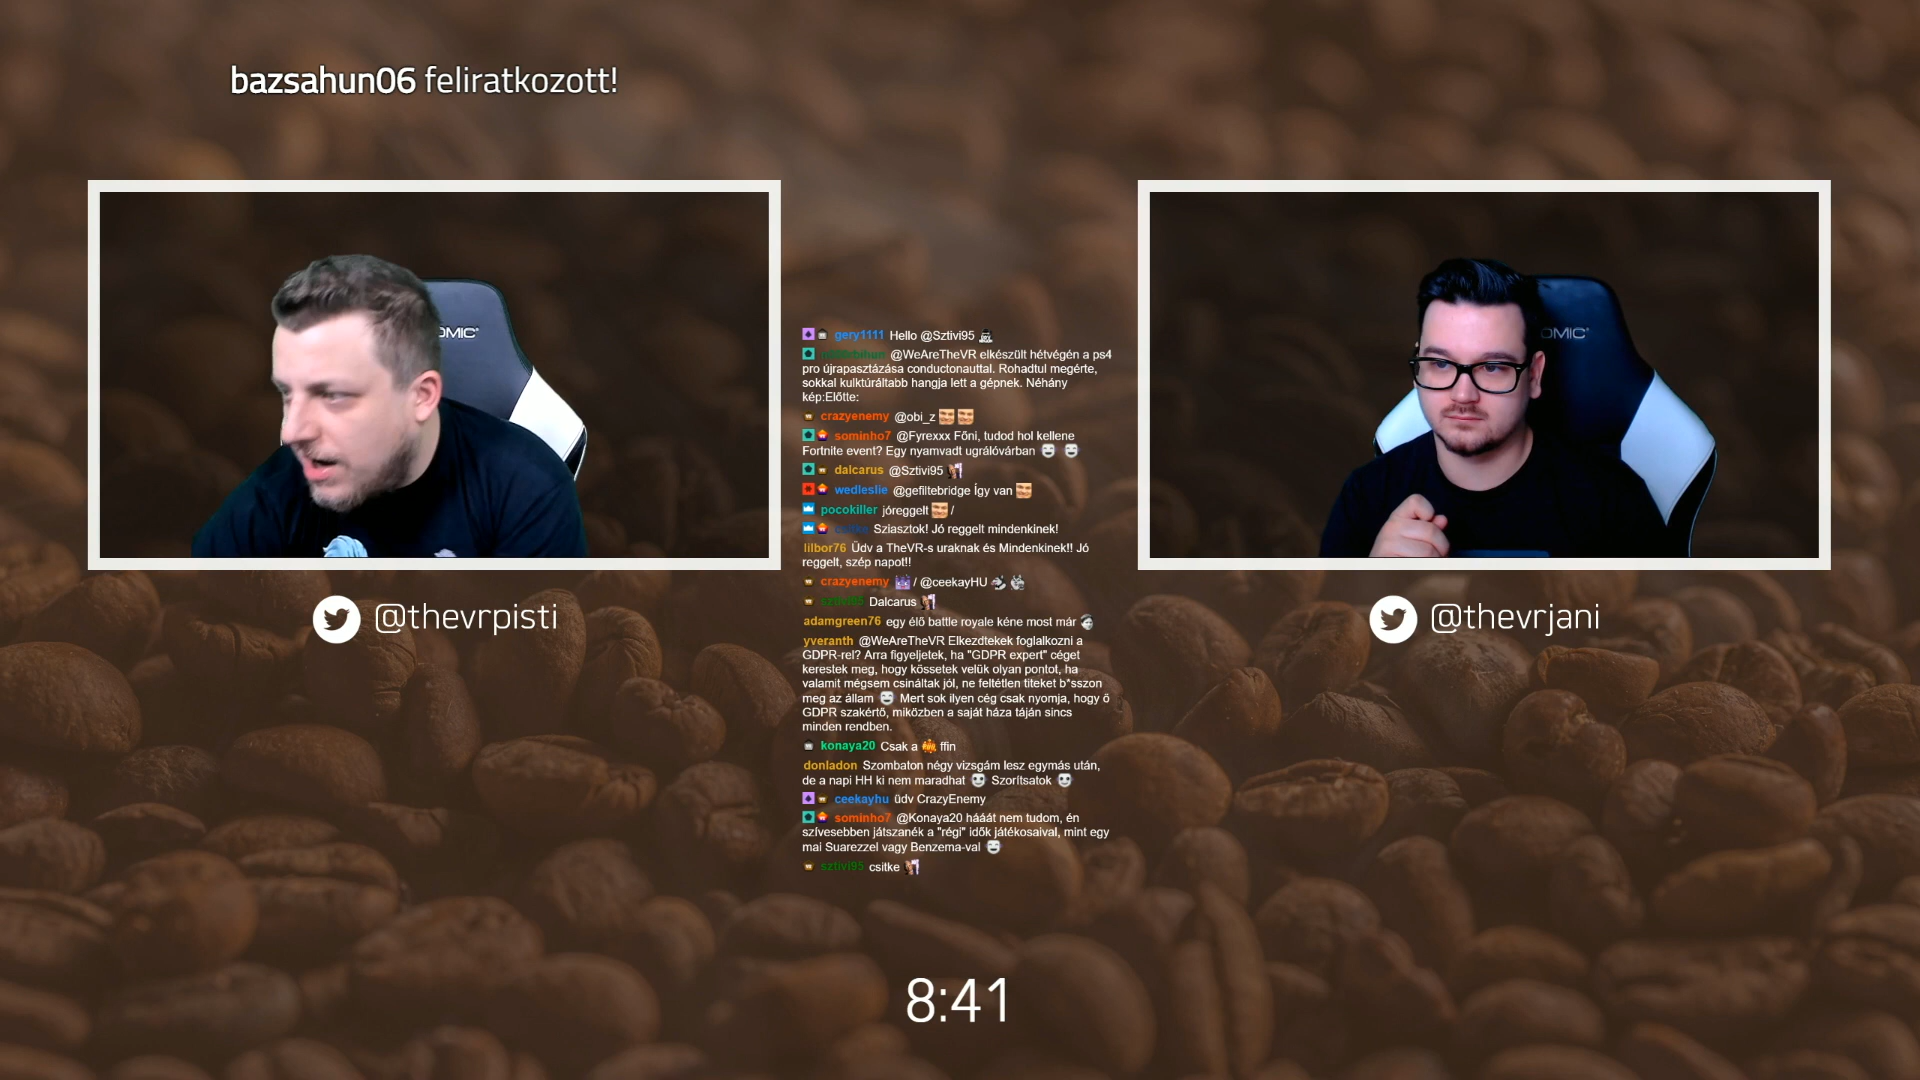 bazsahun06 feliratkozott!
OMIC
OMIC
gery1111 Hello @Sztivi95
@WeAreTheVR elkészült hétvégén a ps4
pro újrapasztázása conductonauttal. Rohadtul megérte,
sokkal kulktúráltabb hangja lett a gépnek. Néhány
kép:Előtte:
crazyenemy @obi_z
sominho7 @Fyrexxx Főni, tudod hol kellene
Fortnite event? Egy nyamvadt ugrálóvárban
dalcarus @Sztivi95
wedleslie @gefiltebridge Így van
pocokiller jóreggelt /
csitke Sziasztok! Jó reggelt mindenkinek!
lilbor76 Üdv a TheVR-s uraknak és Mindenkinek!! Jó
reggelt, szép napot!!
crazyenemy / @ceekayHU
sztivi95 Dalcarus
adamgreen76 egy élő battle royale kéne most már
yveranth @WeAreTheVR Elkezdtekek foglalkozni a
GDPR-rel? Arra figyeljetek, ha "GDPR expert" céget
kerestek meg, hogy kössetek velük olyan pontot, ha
valamit mégsem csináltak jól, ne feltétlen titeket b*sszon
meg az állam Mert sok ilyen cég csak nyomja, hogy ő
GDPR szakértő, miközben a saját háza táján sincs
minden rendben.
konaya20 Csak a ffin
donladon Szombaton négy vizsgám lesz egymás után,
de a napi HH ki nem maradhat Szorítsatok
ceekayhu üdv CrazyEnemy
sominho7 @Konaya20 hááát nem tudom, én
szívesebben játszanék a "régi" idők játékosaival, mint egy
mai Suarezzel vagy Benzema-val
sztivi95 csitke
@thevrpisti
@thevrjani
8:41